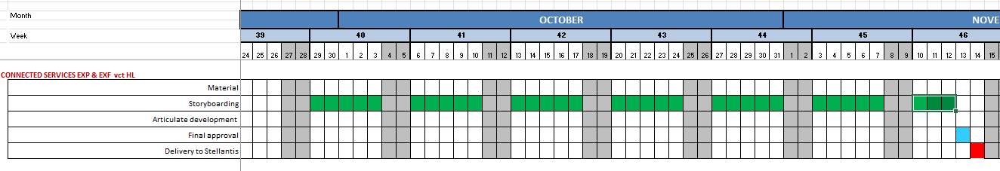 Month OCTOBER NOVE
Week 39 40 41 42 43 44 45 46
24 25 26 27 28 29 30 1 2 3 4 5 6 7 8 9 10 11 12 13 14 15 16 17 18 19 20 21 22 23 24 25 26 27 28 29 30 31 1 2 3 4 5 6 7 8 9 10 11 12 13 14 15
CONNECTED SERVICES EXP & EXF vct HL
Material
Storyboarding
Articulate development
Final approval
Delivery to Stellantis